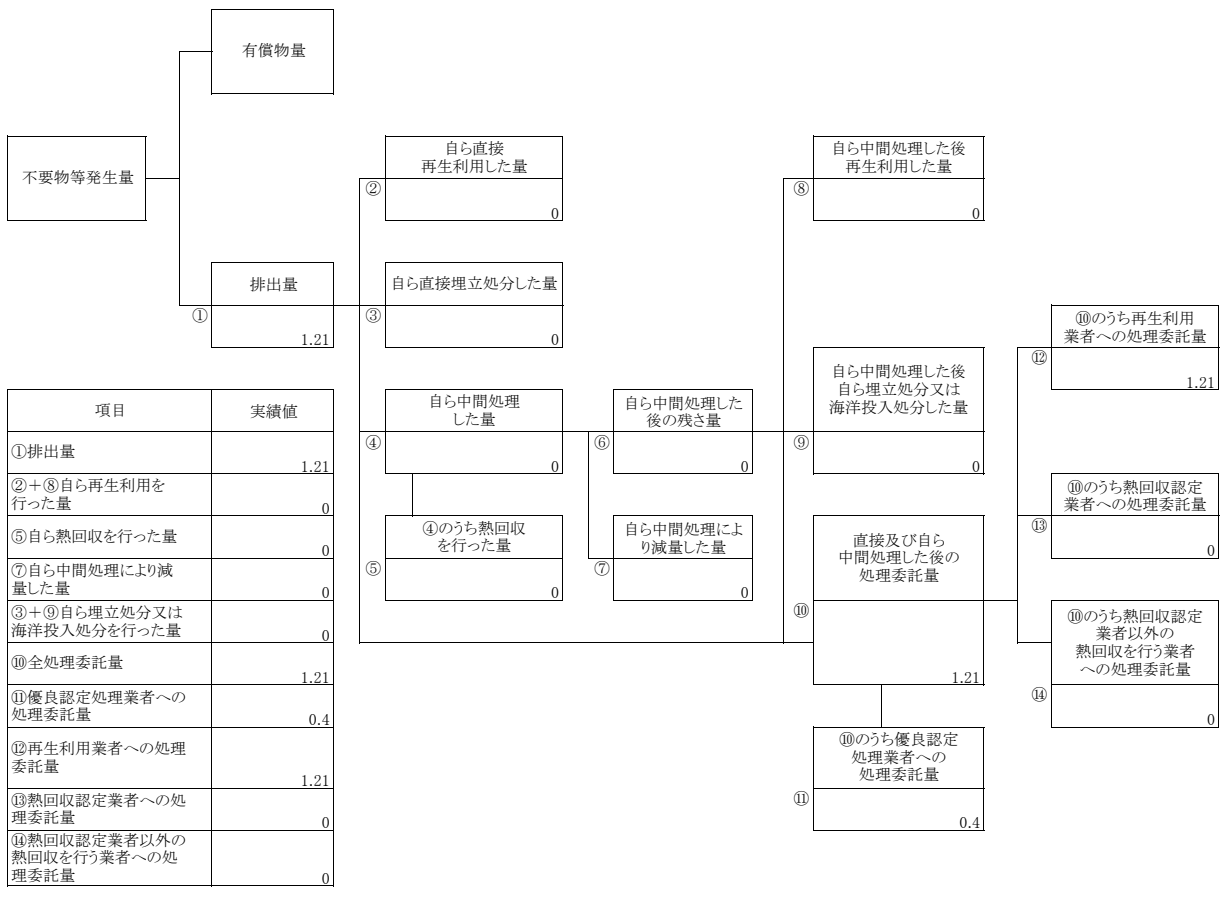 有償物量
不要物等発生量
自ら直接
再生利用した量
②
0
自ら中間処理した後
再生利用した量
⑧
0
排出量
①
1.21
自ら直接埋立処分した量
③
0
⑩のうち再生利用
業者への処理委託量
⑫
1.21
自ら中間処理
した量
④
0
自ら中間処理した
後の残さ量
⑥
0
自ら中間処理した後
自ら埋立処分又は
海洋投入処分した量
⑨
0
⑩のうち熱回収認定
業者への処理委託量
⑬
0
④のうち熱回収
を行った量
⑤
0
自ら中間処理によ
り減量した量
⑦
0
直接及び自ら
中間処理した後の
処理委託量
⑩
1.21
⑩のうち熱回収認定
業者以外の
熱回収を行う業者
への処理委託量
⑭
0
⑩のうち優良認定
処理業者への
処理委託量
⑪
0.4
項目 実績値
①排出量
1.21
②＋⑧自ら再生利用を
行った量
0
⑤自ら熱回収を行った量
0
⑦自ら中間処理により減
量した量
0
③＋⑨自ら埋立処分又は
海洋投入処分を行った量
0
⑩全処理委託量
1.21
⑪優良認定処理業者への
処理委託量
0.4
⑫再生利用業者への処理
委託量
1.21
⑬熱回収認定業者への処
理委託量
0
⑭熱回収認定業者以外の
熱回収を行う業者への処
理委託量
0